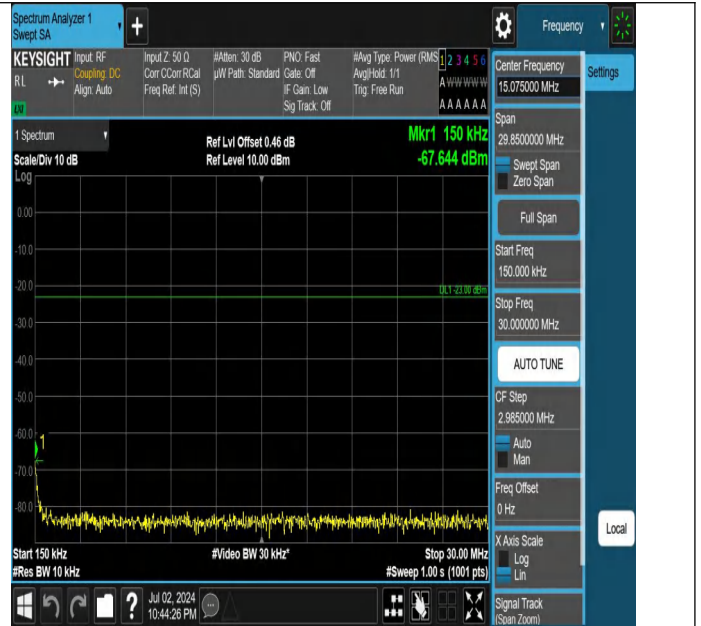 Spectrum Analyzer 1
Swept SA
+
Frequency
KEYSIGHT
RL
LXI
Input: RF
Coupling: DC
Align: Auto
Input Z: 50 Ω
Corr CCorr RCal
Freq Ref: Int (S)
#Atten: 30 dB
µW Path: Standard
PNO: Fast
Gate: Off
IF Gain: Low
Sig Track: Off
#Avg Type: Power (RMS
Avg|Hold: 1/1
Trig: Free Run
1 2 3 4 5 6
A W W W W W
A A A A A A
1 Spectrum
Scale/Div 10 dB
Log
Ref Lvl Offset 0.46 dB
Ref Level 10.00 dBm
Mkr1 150 kHz
-67.644 dBm
0.00
-10.0
-20.0
DL1 -23.00 dBm
-30.0
-40.0
-50.0
-60.0
1
-70.0
-80.0
Start 150 kHz
#Res BW 10 kHz
#Video BW 30 kHz*
Stop 30.00 MHz
#Sweep 1.00 s (1001 pts)
?
Jul 02, 2024
10:44:26 PM
Center Frequency
15.075000 MHz
Settings
Span
29.8500000 MHz
Swept Span
Zero Span
Full Span
Start Freq
150.000 kHz
Stop Freq
30.000000 MHz
AUTO TUNE
CF Step
2.985000 MHz
Auto
Man
Freq Offset
0 Hz
X Axis Scale
Log
Lin
Signal Track
(Span Zoom)
Local